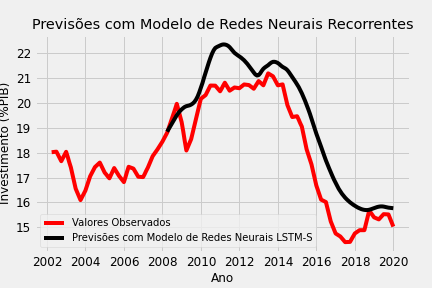 Previsões com Modelo de Redes Neurais Recorrentes
22
21
20
19
18
17
16
15
Investimento (%PIB)
Valores Observados
Previsões com Modelo de Redes Neurais LSTM-S
2002 2004 2006 2008 2010 2012 2014 2016 2018 2020
Ano